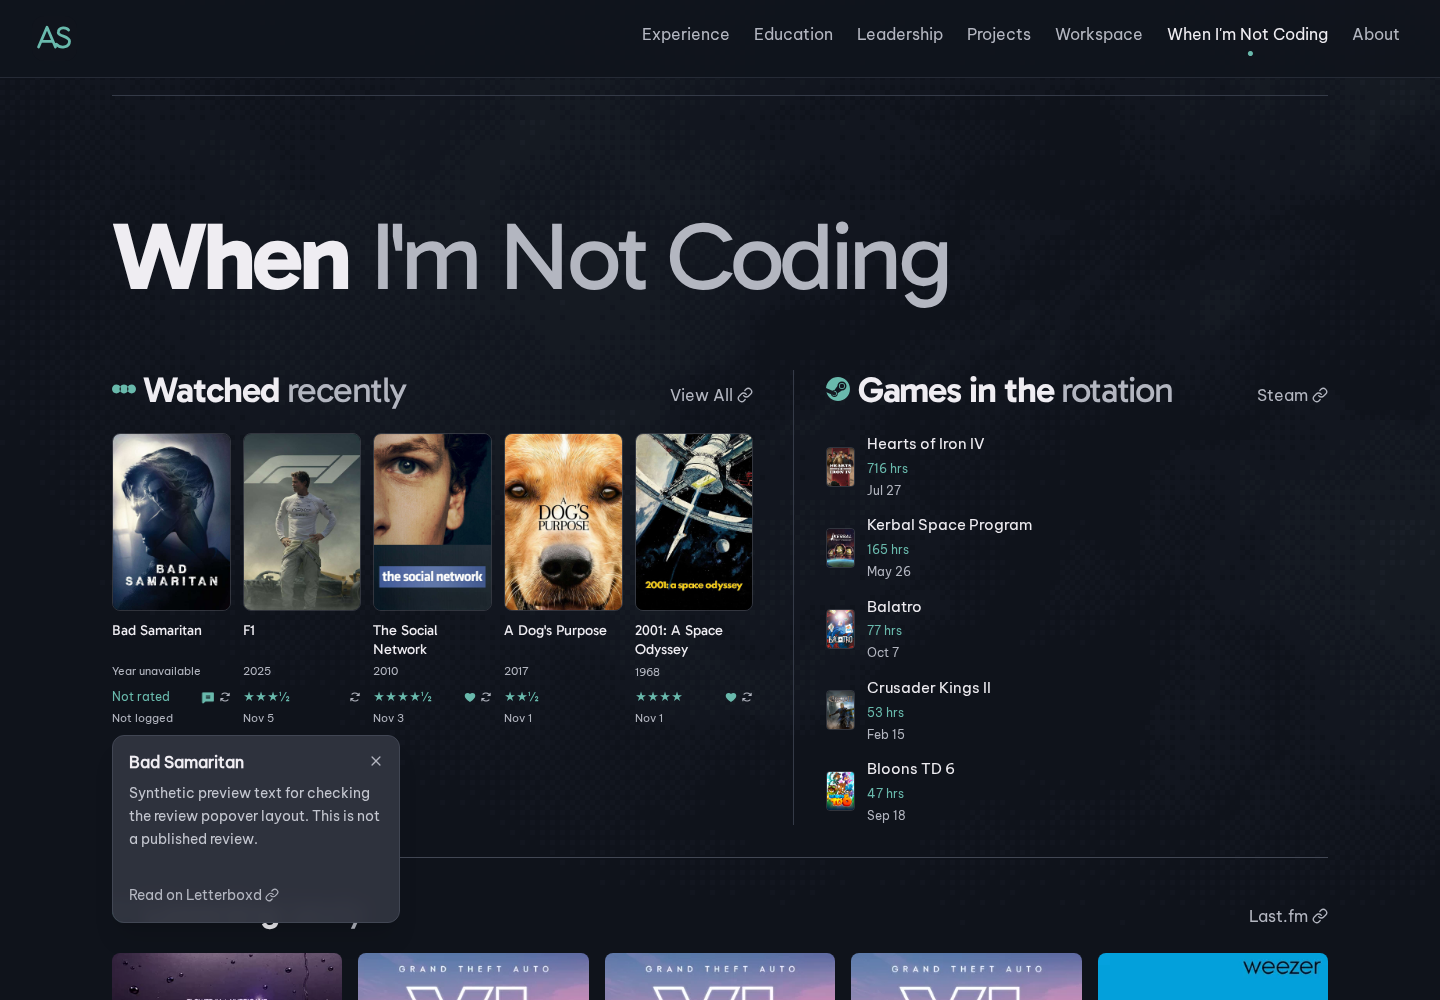 AS
Experience
Education
Leadership
Projects
Workspace
When I'm Not Coding
About
When I'm Not Coding
Watched recently
View All
BAD
SAMARITAN
F1
the social network
A
DOG'S
PURPOSE
2001: a space odyssey
Bad Samaritan
F1
The Social
Network
A Dog's Purpose
2001: A Space
Odyssey
Year unavailable
2025
2010
2017
1968
Not rated
★★★½
★★★★½
★★½
★★★★
Not logged
Nov 5
Nov 3
Nov 1
Nov 1
Bad Samaritan
Synthetic preview text for checking
the review popover layout. This is not
a published review.
Read on Letterboxd
Games in the rotation
Steam
Hearts of Iron IV
716 hrs
Jul 27
Kerbal Space Program
165 hrs
May 26
Balatro
77 hrs
Oct 7
Crusader Kings II
53 hrs
Feb 15
Bloons TD 6
47 hrs
Sep 18
Last.fm
GRAND THEFT AUTO
VI
GRAND THEFT AUTO
VI
GRAND THEFT AUTO
VI
weezer